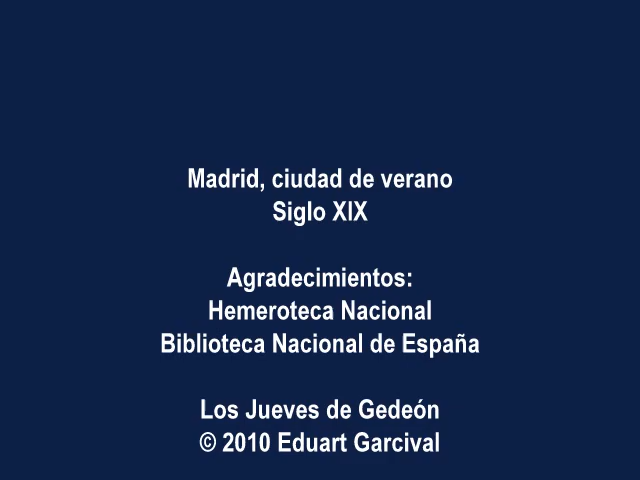 Madrid, ciudad de verano
Siglo XIX
Agradecimientos:
Hemeroteca Nacional
Biblioteca Nacional de España
Los Jueves de Gedeón
© 2010 Eduart Garcival